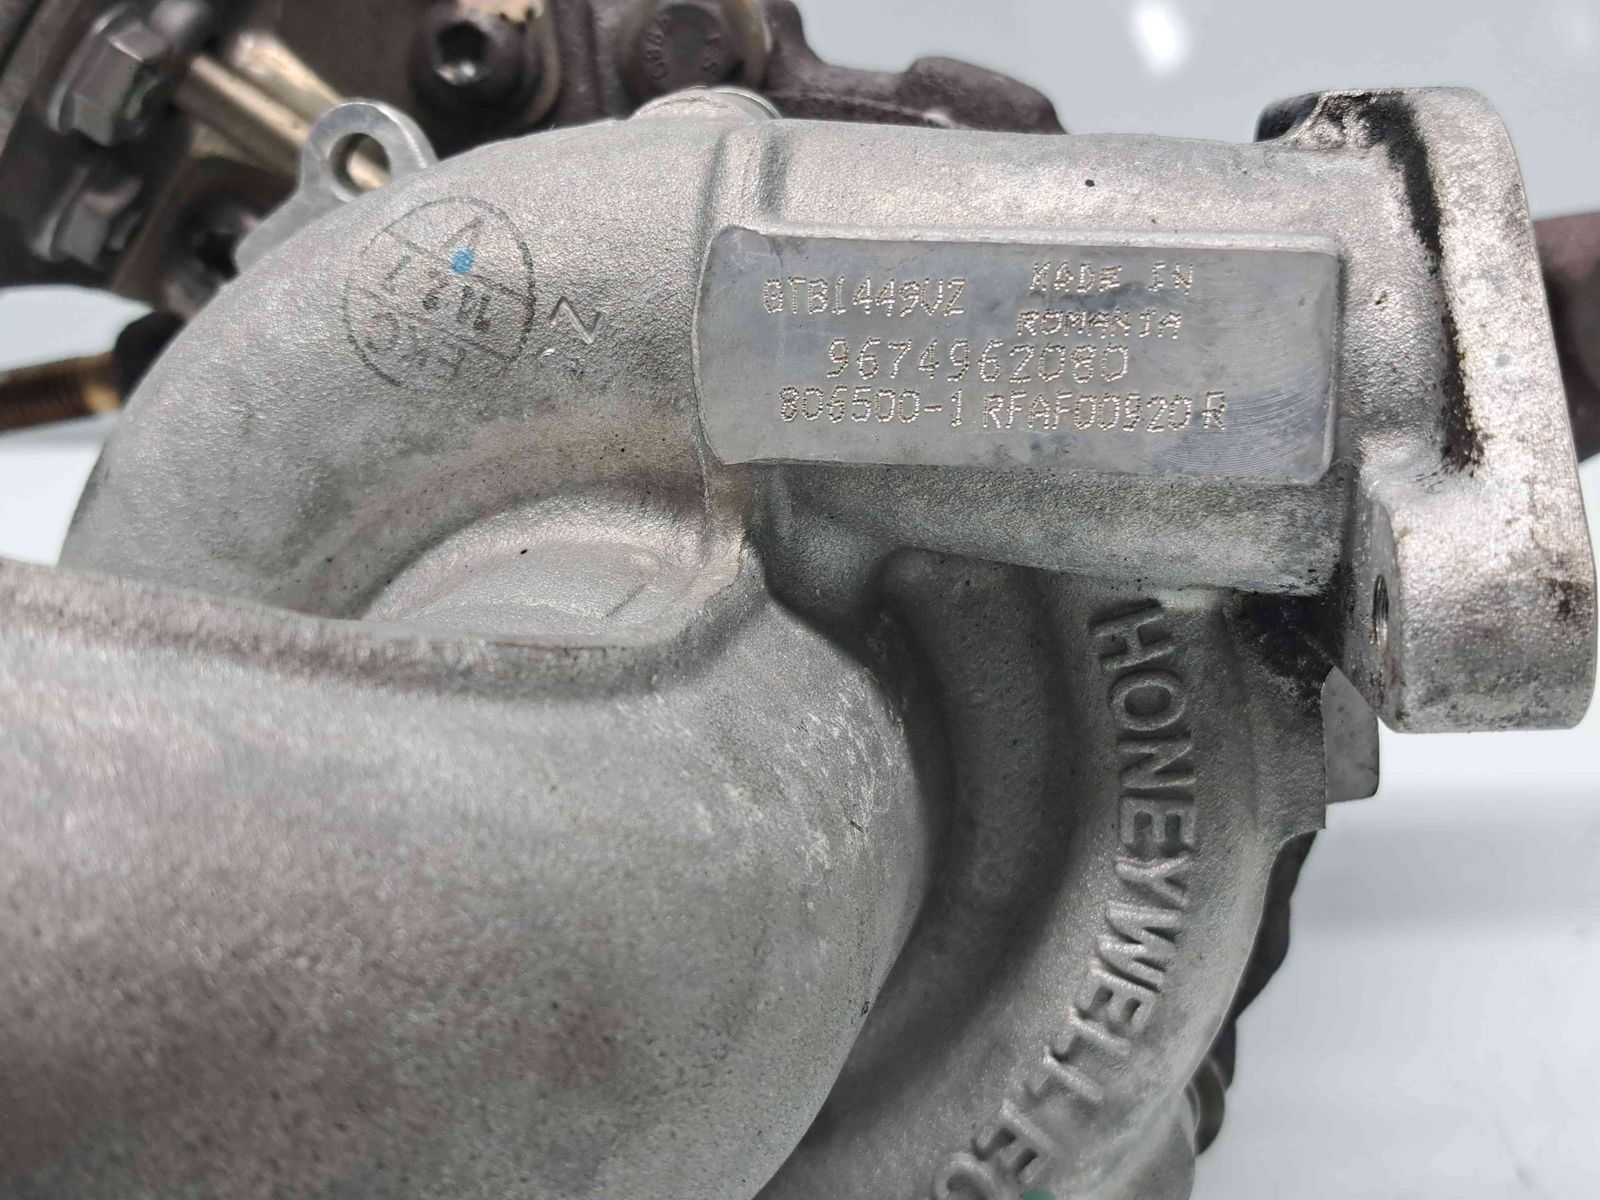 GTB1449VZ MADE IN
ROMANIA
9674962080
806500-1 RFAF00920 R
N
HONEYWELL